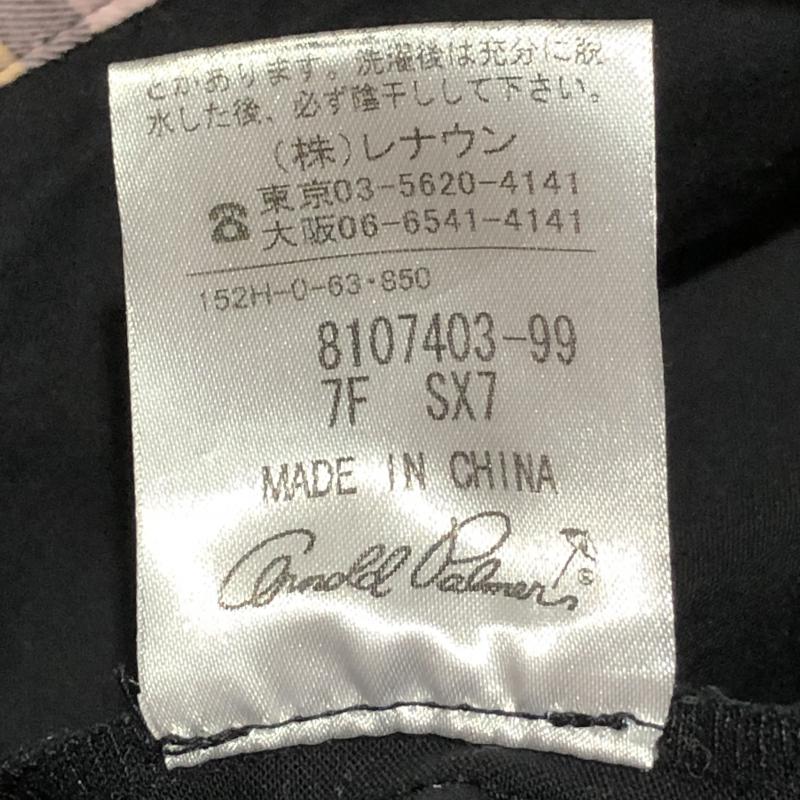 とがあります。洗濯後は充分に脱
水した後、必ず陰干しして下さい。
(株)レナウン
☎ 東京03-5620-4141
大阪06-6541-4141
152H-0-63・850
8107403-99
7F SX7
MADE IN CHINA
Arnold Palmer
©